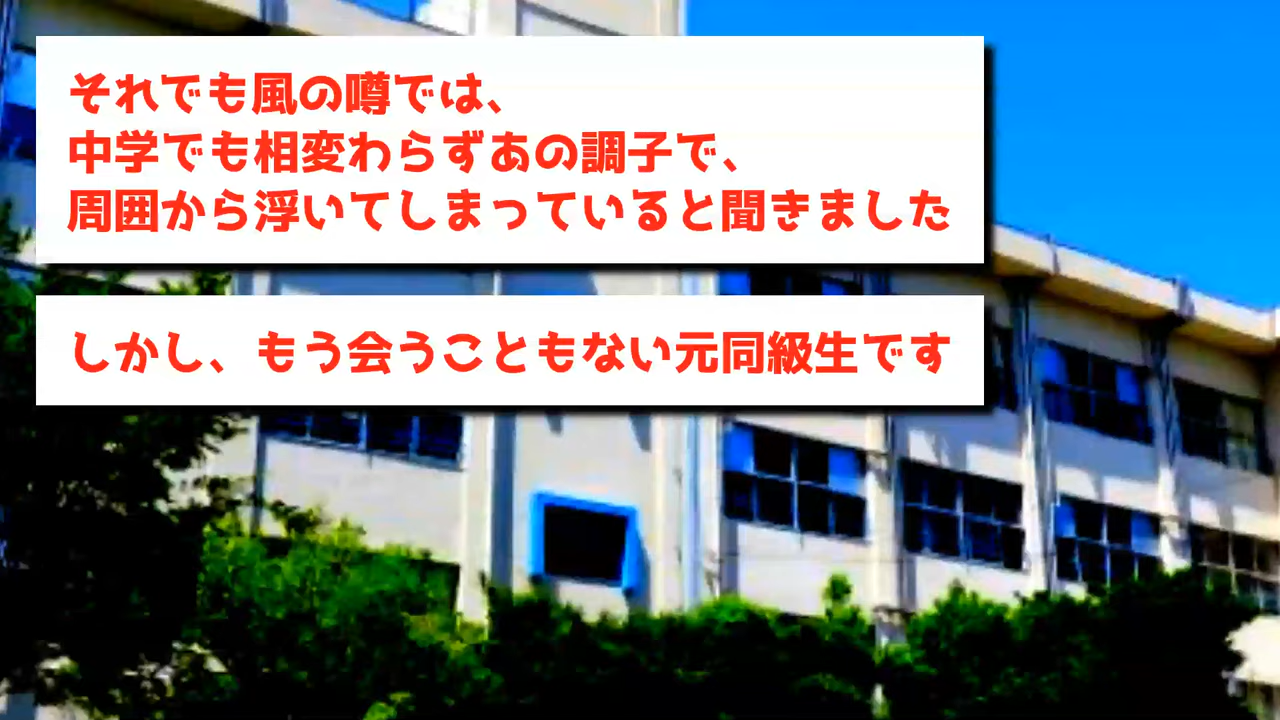 それでも風の噂では、
中学でも相変わらずあの調子で、
周囲から浮いてしまっていると聞きました
しかし、もう会うこともない元同級生です